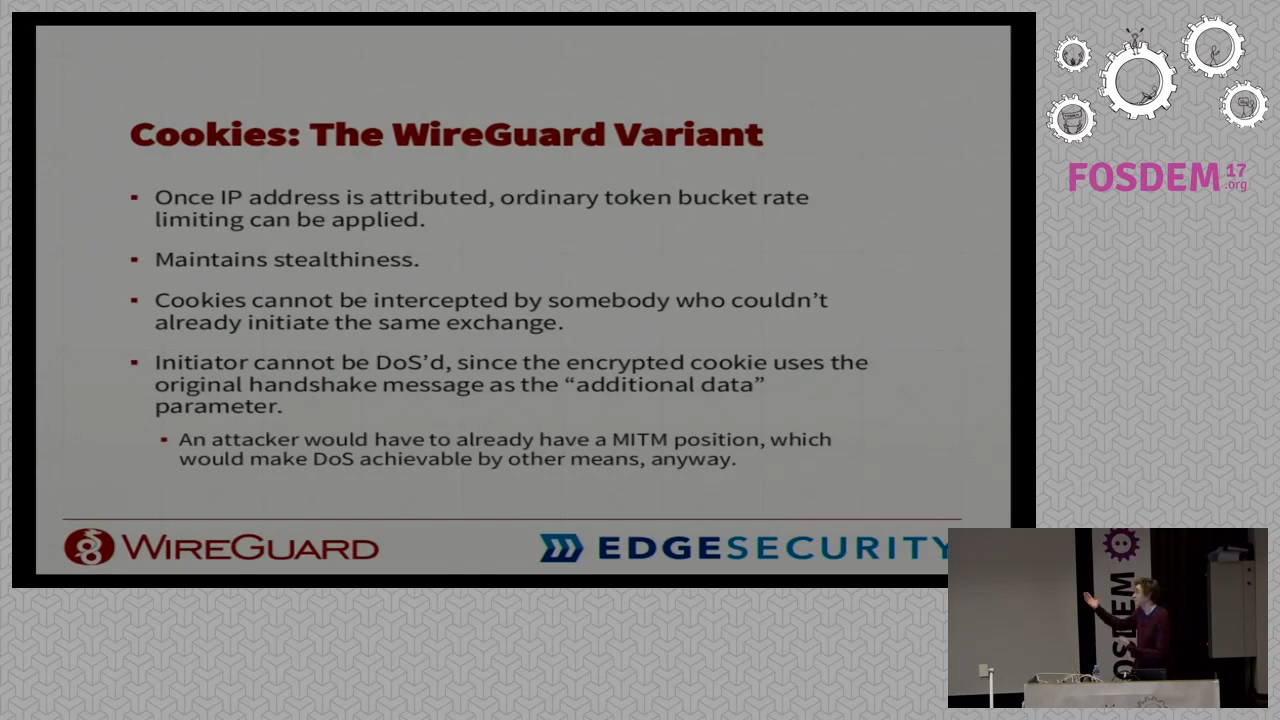 Cookies: The WireGuard Variant
▪ Once IP address is attributed, ordinary token bucket rate
limiting can be applied.
▪ Maintains stealthiness.
▪ Cookies cannot be intercepted by somebody who couldn’t
already initiate the same exchange.
▪ Initiator cannot be DoS’d, since the encrypted cookie uses the
original handshake message as the “additional data”
parameter.
▪ An attacker would have to already have a MITM position, which
would make DoS achievable by other means, anyway.
WIREGUARD
EDGESECURITY
FOSDEM 17
.org
OSDEM